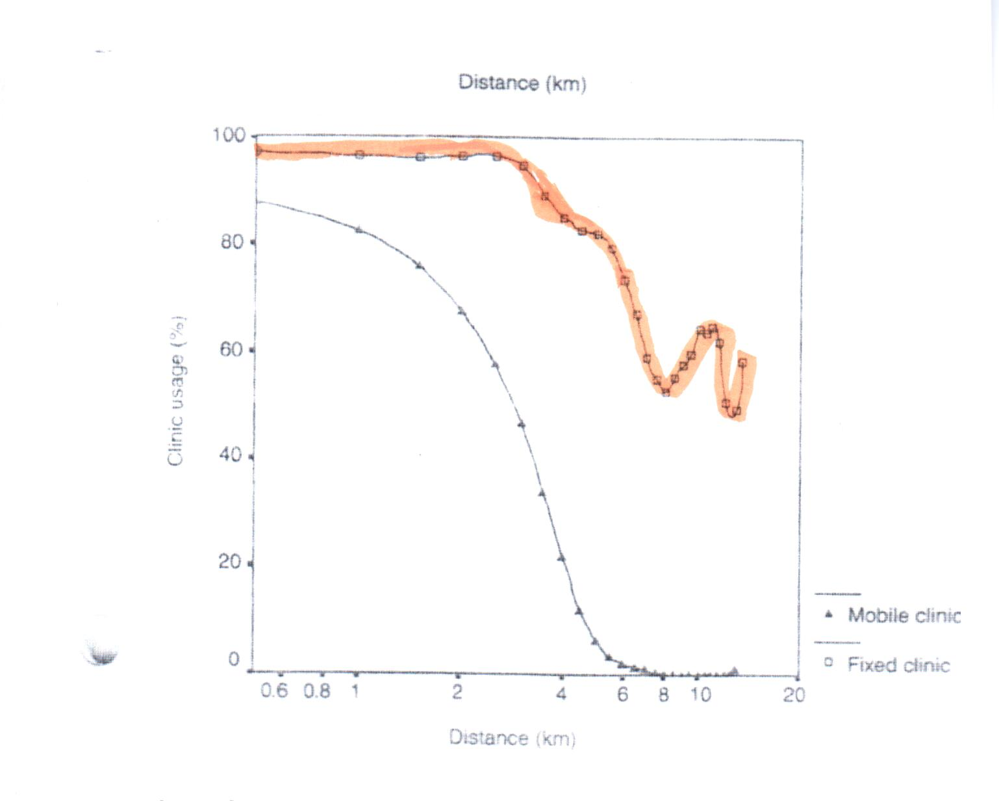 Distance (km)
100
80
60
40
20
0
Clinic usage (%)
0.6 0.8 1 2 4 6 8 10 20
Distance (km)
Mobile clinic
Fixed clinic